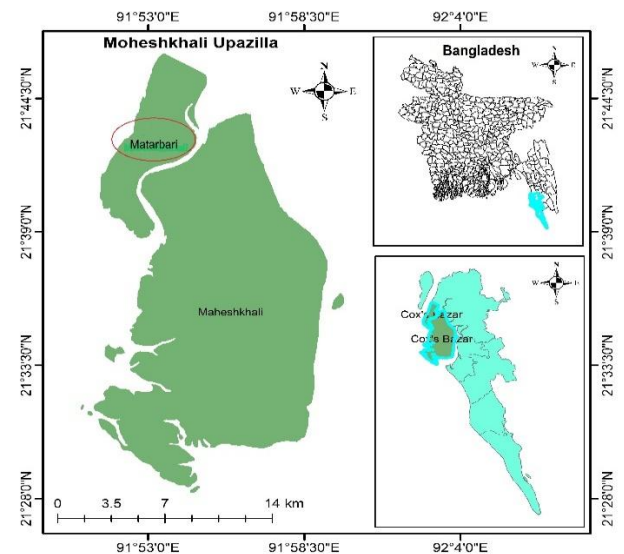 91°53'0"E 91°58'30"E 92°4'0"E
Moheshkhali Upazilla
N
W E
S
Matarbari
Maheshkhali
0 3.5 7 14 km
Bangladesh
N
W E
S
N
W E
S
Cox's Bazar
Cox's Bazar
21°44'30"N
21°39'0"N
21°33'30"N
21°28'0"N
21°44'30"N
21°39'0"N
21°33'30"N
21°28'0"N
91°53'0"E 91°58'30"E 92°4'0"E